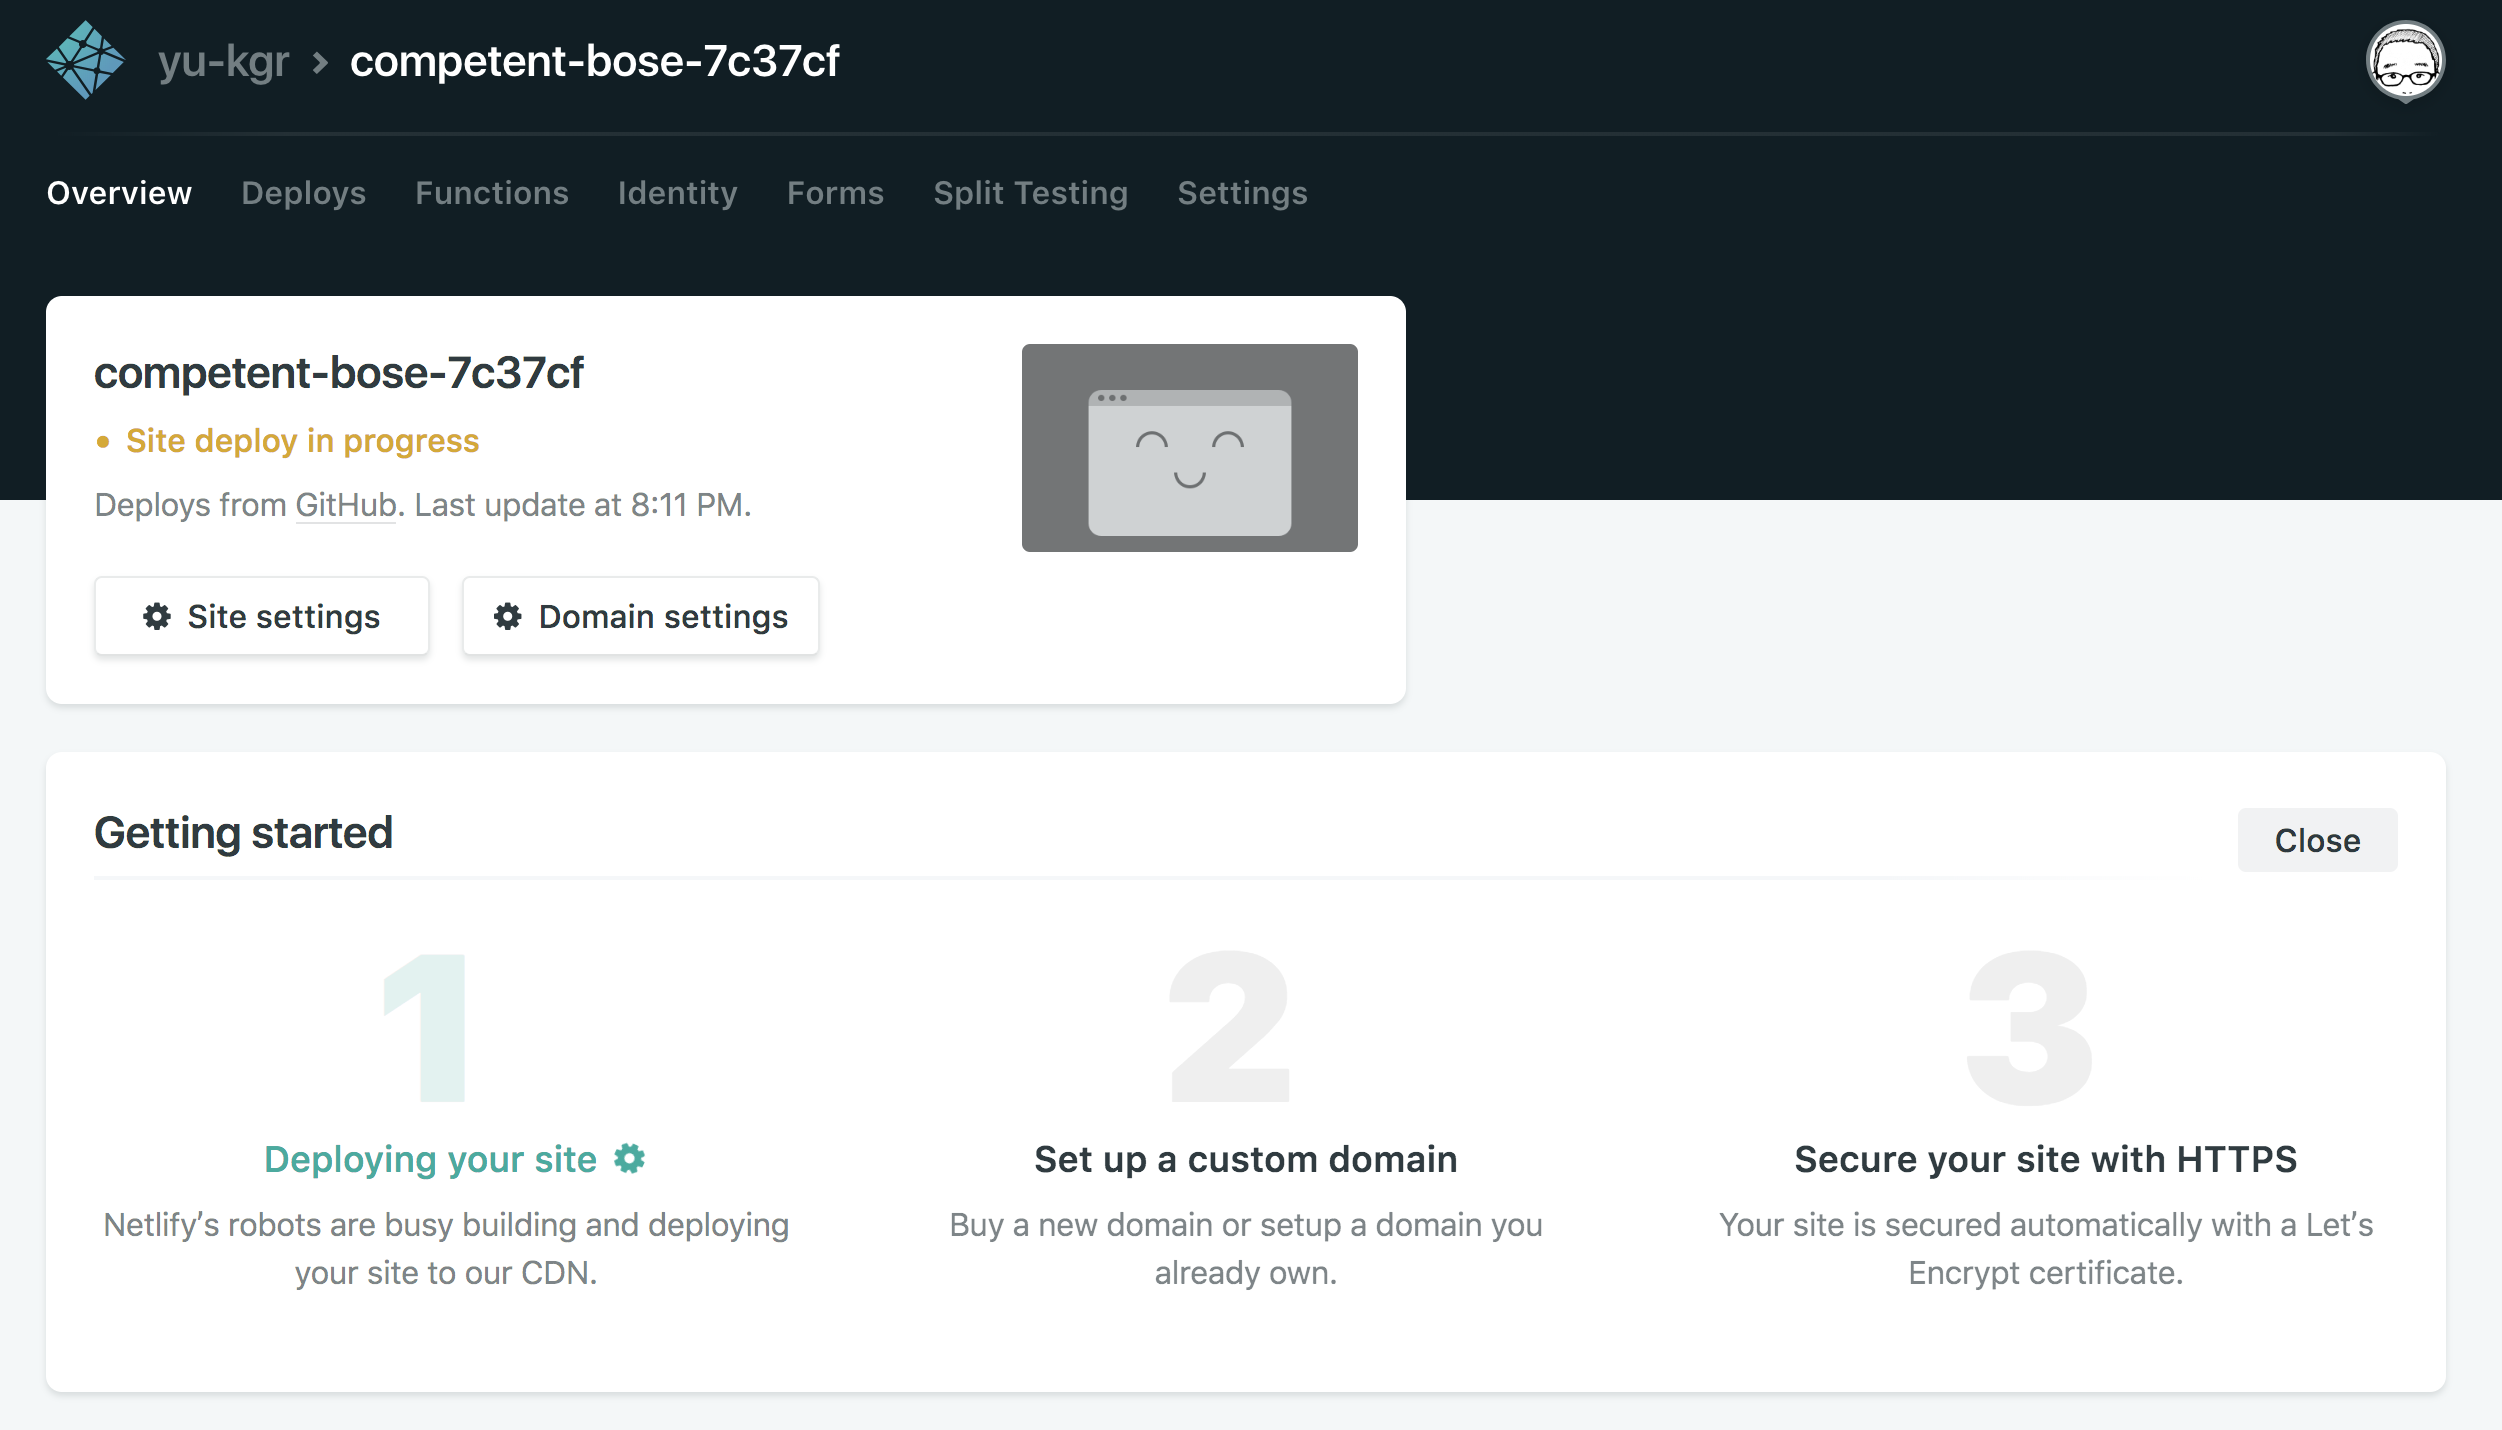 yu-kgr > competent-bose-7c37cf
Overview Deploys Functions Identity Forms Split Testing Settings
competent-bose-7c37cf
• Site deploy in progress
Deploys from GitHub. Last update at 8:11 PM.
Site settings Domain settings
Getting started
Close
1
Deploying your site
Netlify’s robots are busy building and deploying
your site to our CDN.
2
Set up a custom domain
Buy a new domain or setup a domain you
already own.
3
Secure your site with HTTPS
Your site is secured automatically with a Let’s
Encrypt certificate.